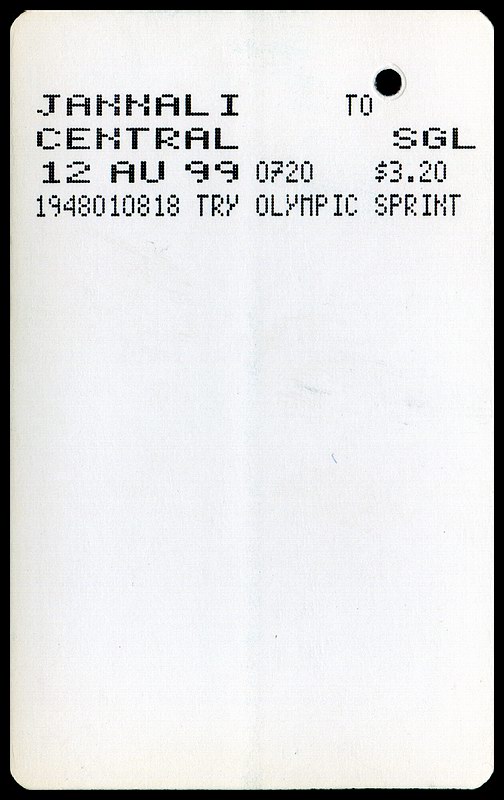 JANNALI TO
CENTRAL SGL
12 AU 99 0720 $3.20
1948010818 TRY OLYMPIC SPRINT